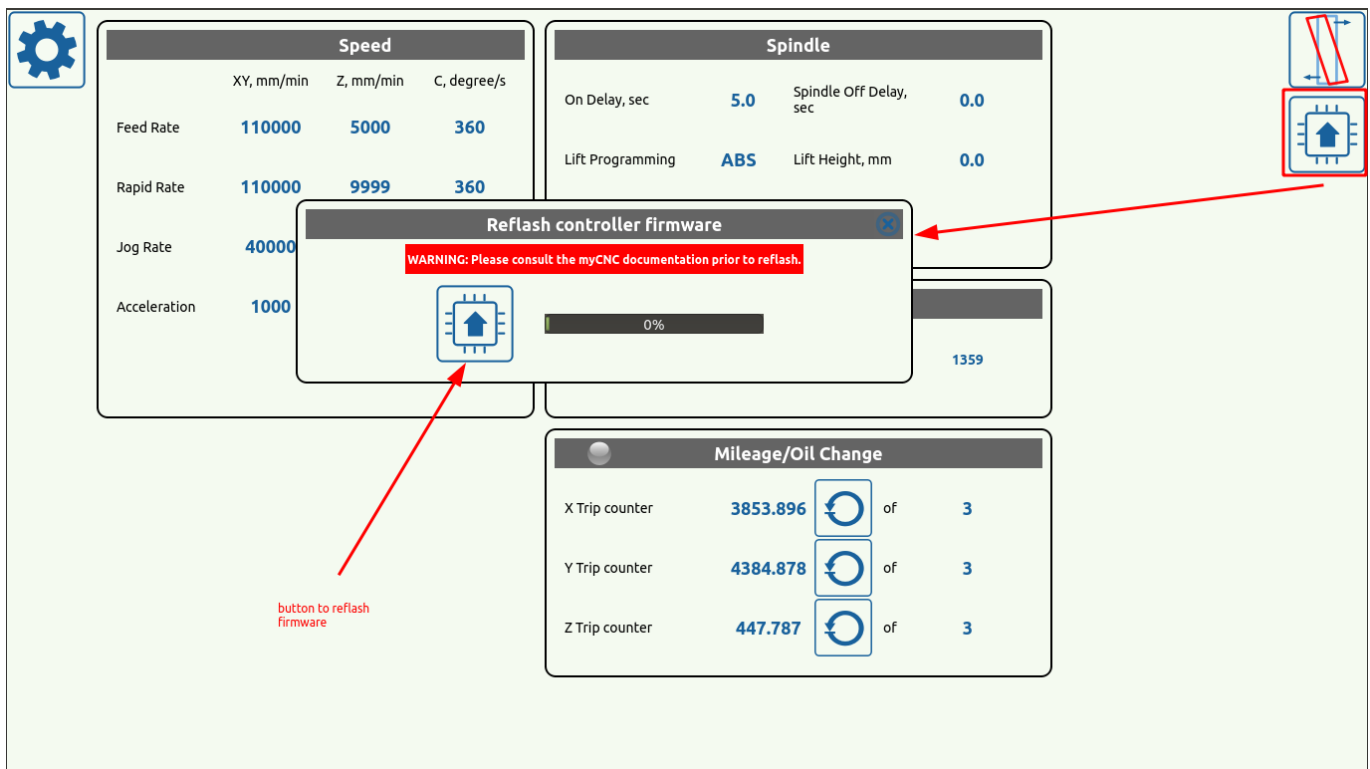 Speed
XY, mm/min Z, mm/min C, degree/s
Feed Rate 110000 5000 360
Rapid Rate 110000 9999 360
Jog Rate 40000
Acceleration 1000
Spindle
On Delay, sec 5.0 Spindle Off Delay, sec 0.0
Lift Programming ABS Lift Height, mm 0.0
Reflash controller firmware
WARNING: Please consult the myCNC documentation prior to reflash.
0%
1359
button to reflash
firmware
Mileage/Oil Change
X Trip counter 3853.896 of 3
Y Trip counter 4384.878 of 3
Z Trip counter 447.787 of 3